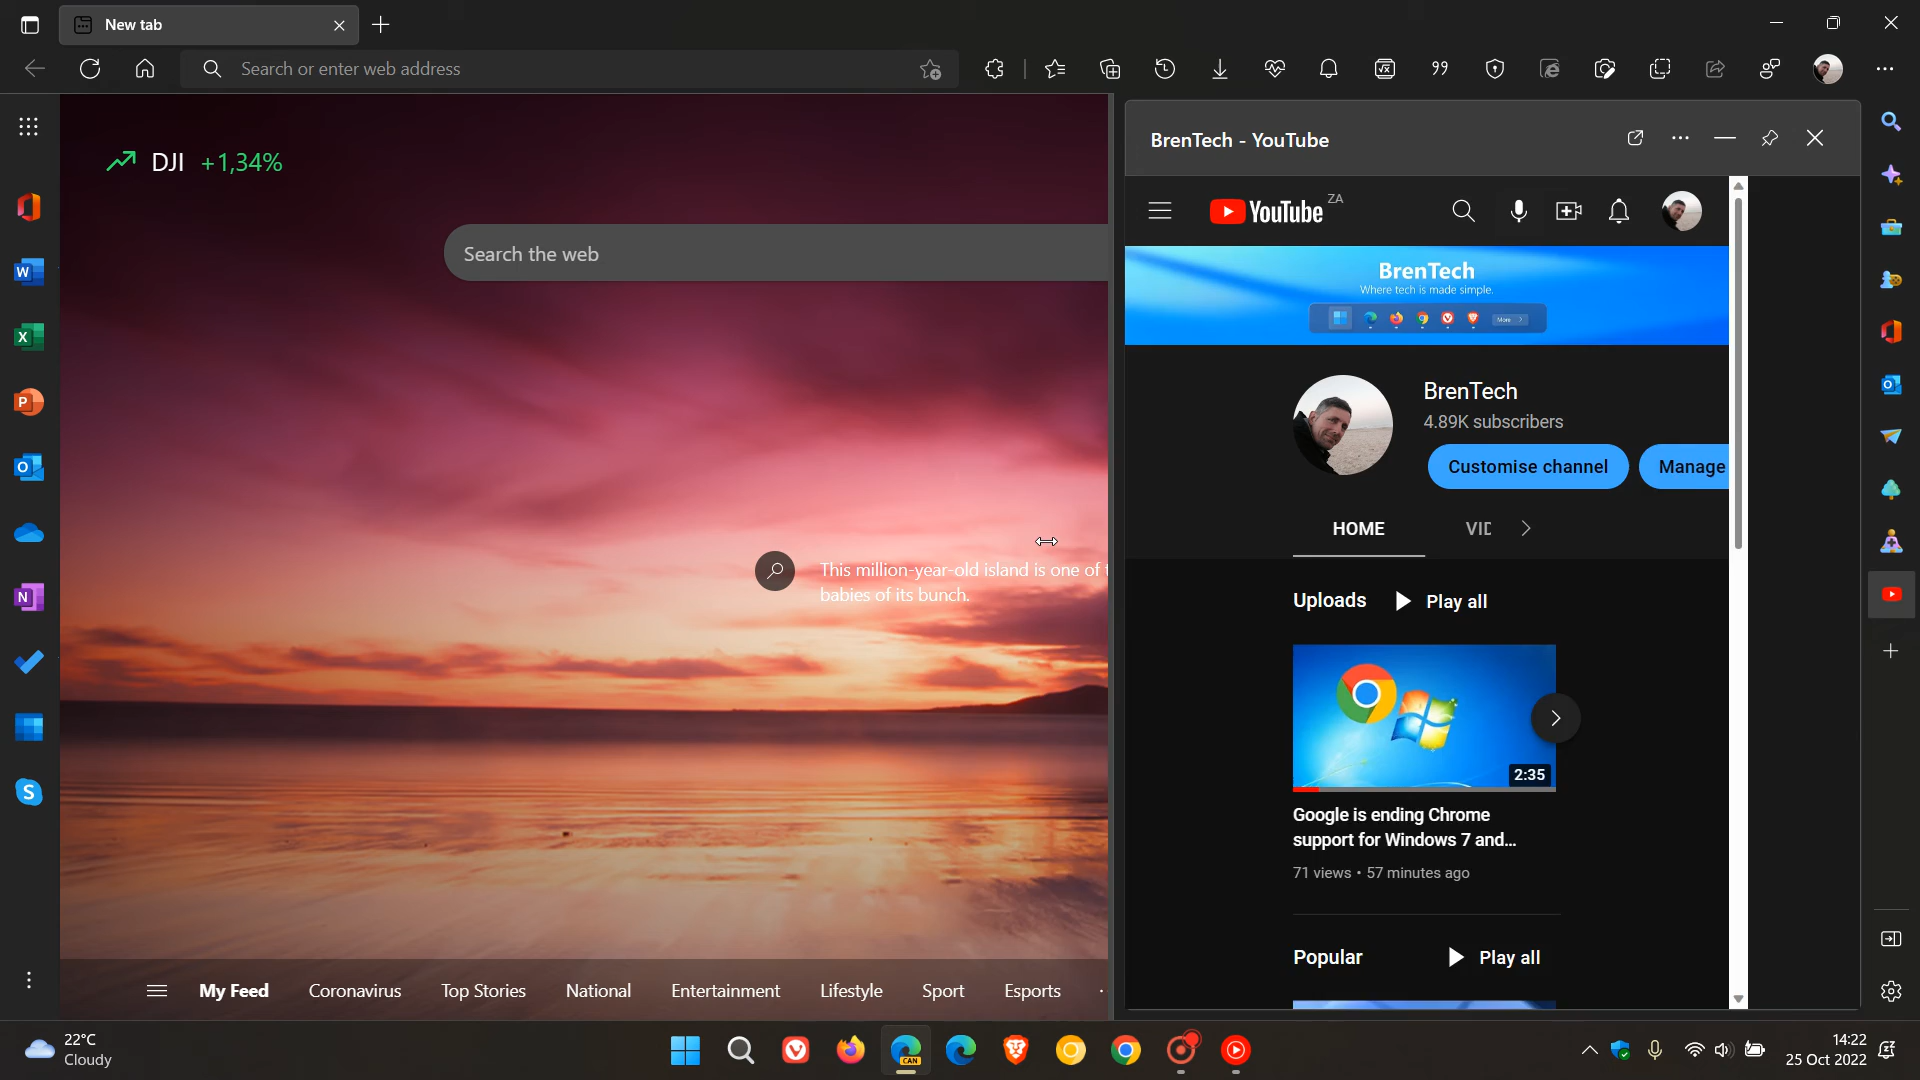 New tab
Search or enter web address
DJI +1,34%
Search the web
This million-year-old island is one of t
babies of its bunch.
My Feed
Coronavirus
Top Stories
National
Entertainment
Lifestyle
Sport
Esports
BrenTech - YouTube
YouTube ZA
BrenTech
Where tech is made simple.
More
BrenTech
4.89K subscribers
Customise channel
Manage
HOME
VID
Uploads
Play all
2:35
Google is ending Chrome
support for Windows 7 and...
71 views • 57 minutes ago
Popular
Play all
22°C
Cloudy
CAN
14:22
25 Oct 2022